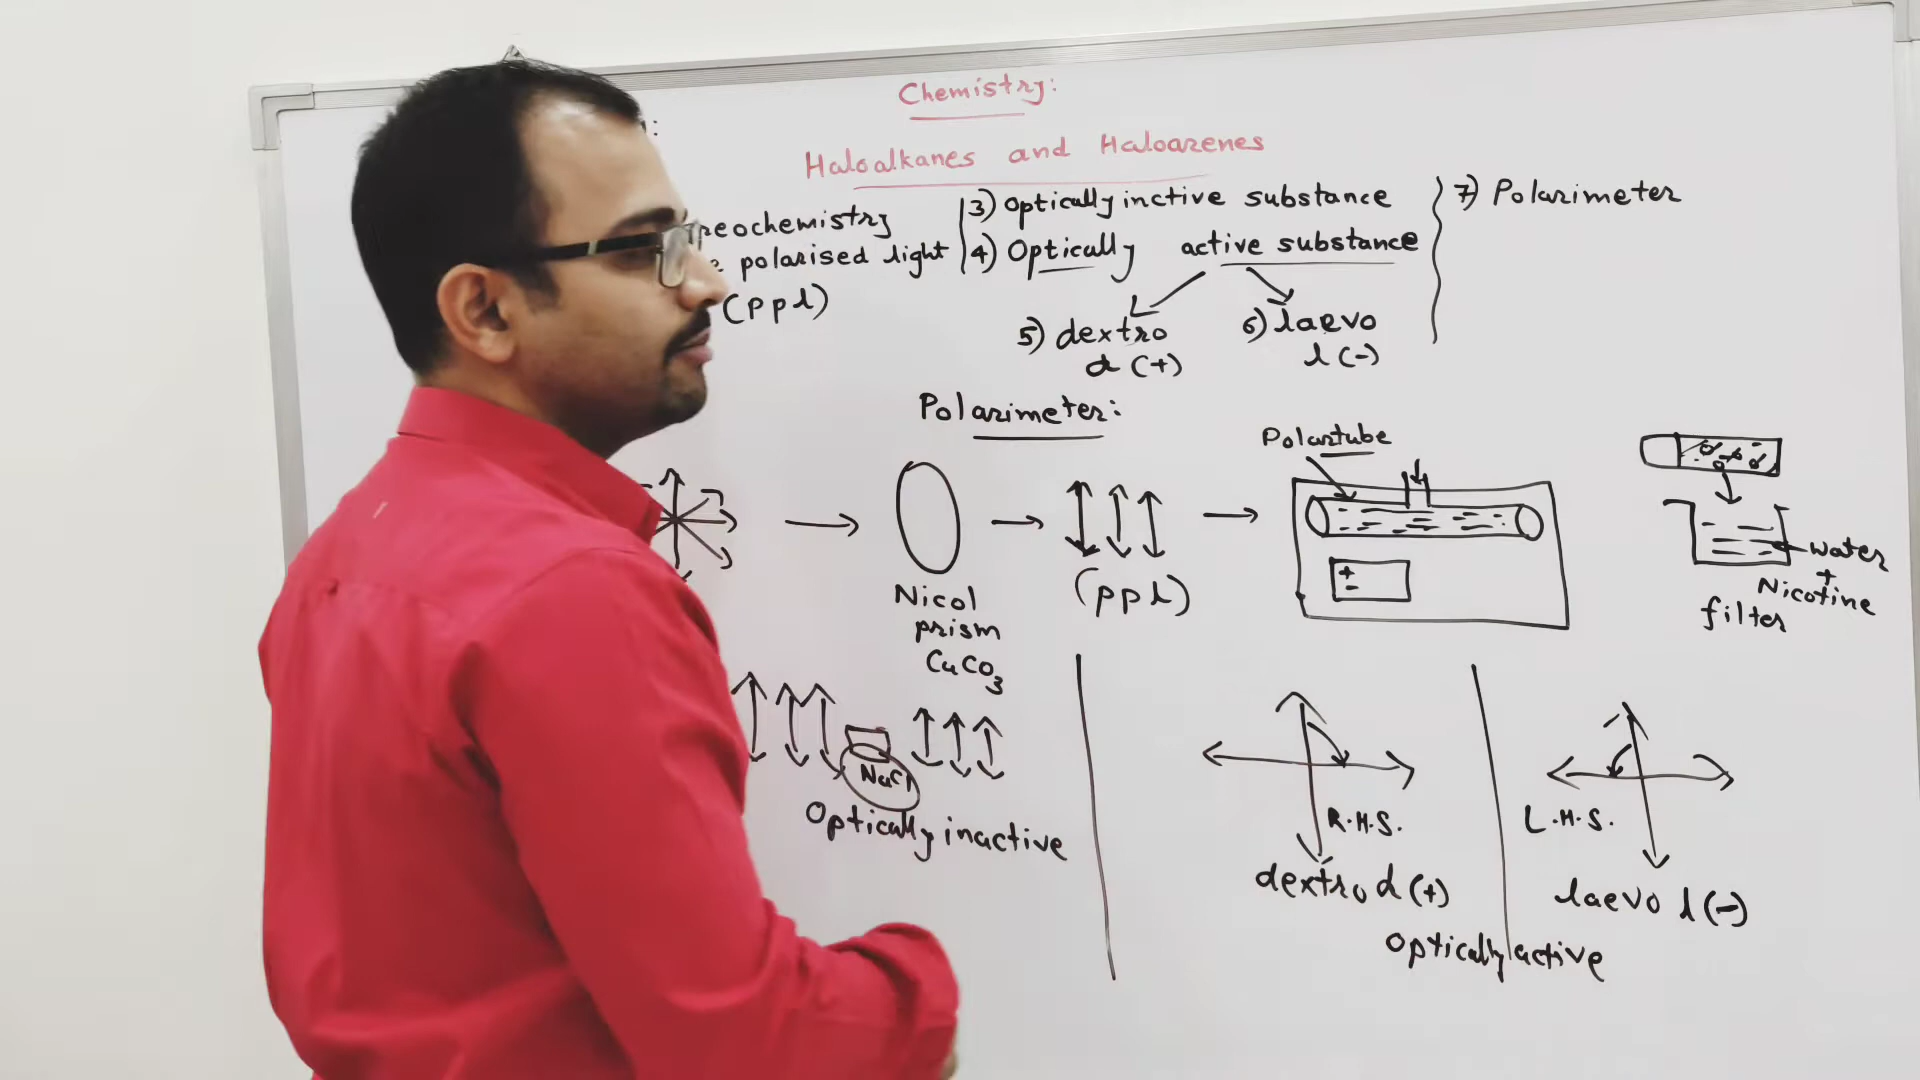 Chemistry:
Haloalkanes and Haloarenes
reochemistry
polarised light
(ppl)
3) Optically inctive substance
4) Optically active substance
5) dextro
d (+)
6) laevo
l (-)
7) Polarimeter
Polarimeter:
Nicol
prism
CaCO3
(ppl)
Polartube
+
-
water
+
Nicotine
filter
NaCl
Optically inactive
R.H.S.
dextro d (+)
L.H.S.
laevo l (-)
Optically active